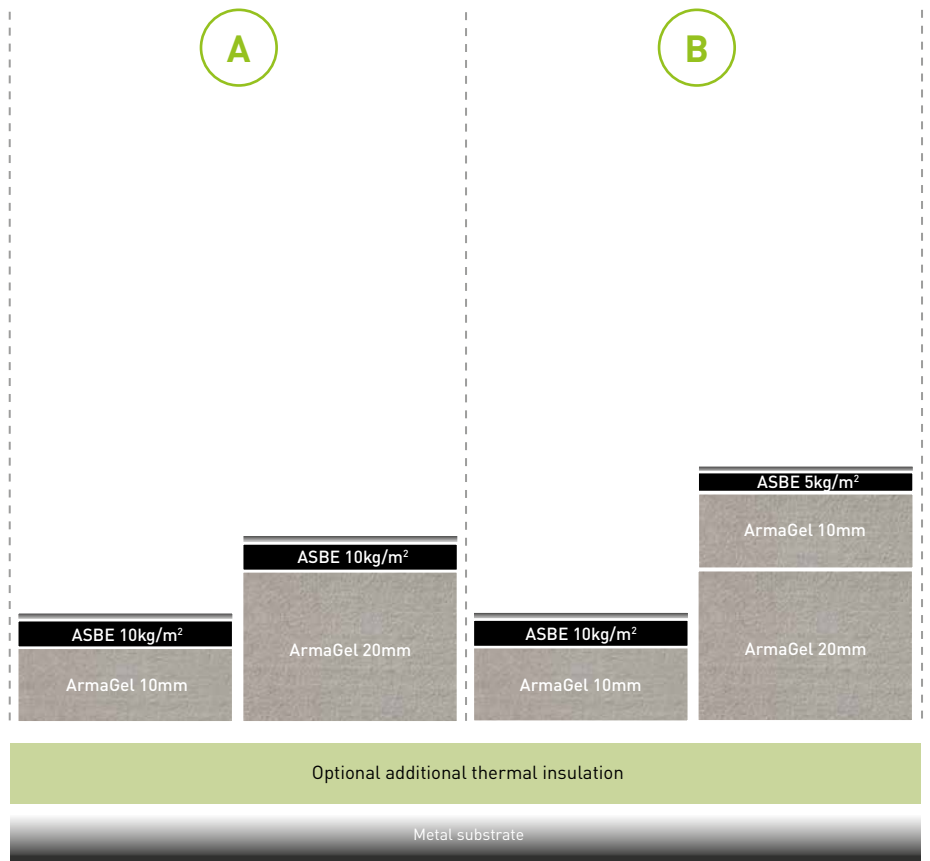 A
B
ASBE 10kg/m²
ArmaGel 10mm
ASBE 10kg/m²
ArmaGel 20mm
ASBE 10kg/m²
ArmaGel 10mm
ASBE 5kg/m²
ArmaGel 10mm
ArmaGel 20mm
Optional additional thermal insulation
Metal substrate